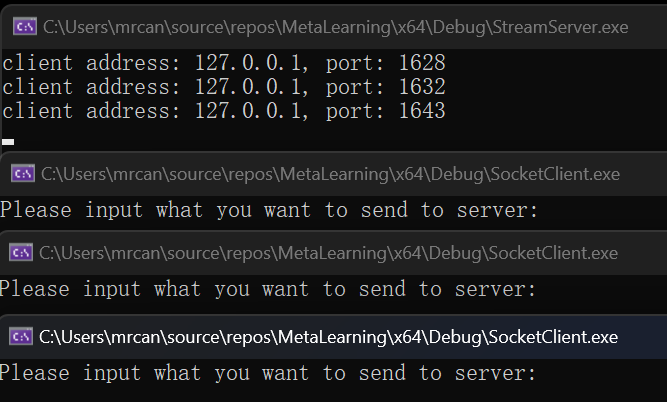 C:\Users\mrcan\source\repos\MetaLearning\x64\Debug\StreamServer.exe
client address: 127.0.0.1, port: 1628
client address: 127.0.0.1, port: 1632
client address: 127.0.0.1, port: 1643
C:\Users\mrcan\source\repos\MetaLearning\x64\Debug\SocketClient.exe
Please input what you want to send to server:
C:\Users\mrcan\source\repos\MetaLearning\x64\Debug\SocketClient.exe
Please input what you want to send to server:
C:\Users\mrcan\source\repos\MetaLearning\x64\Debug\SocketClient.exe
Please input what you want to send to server: